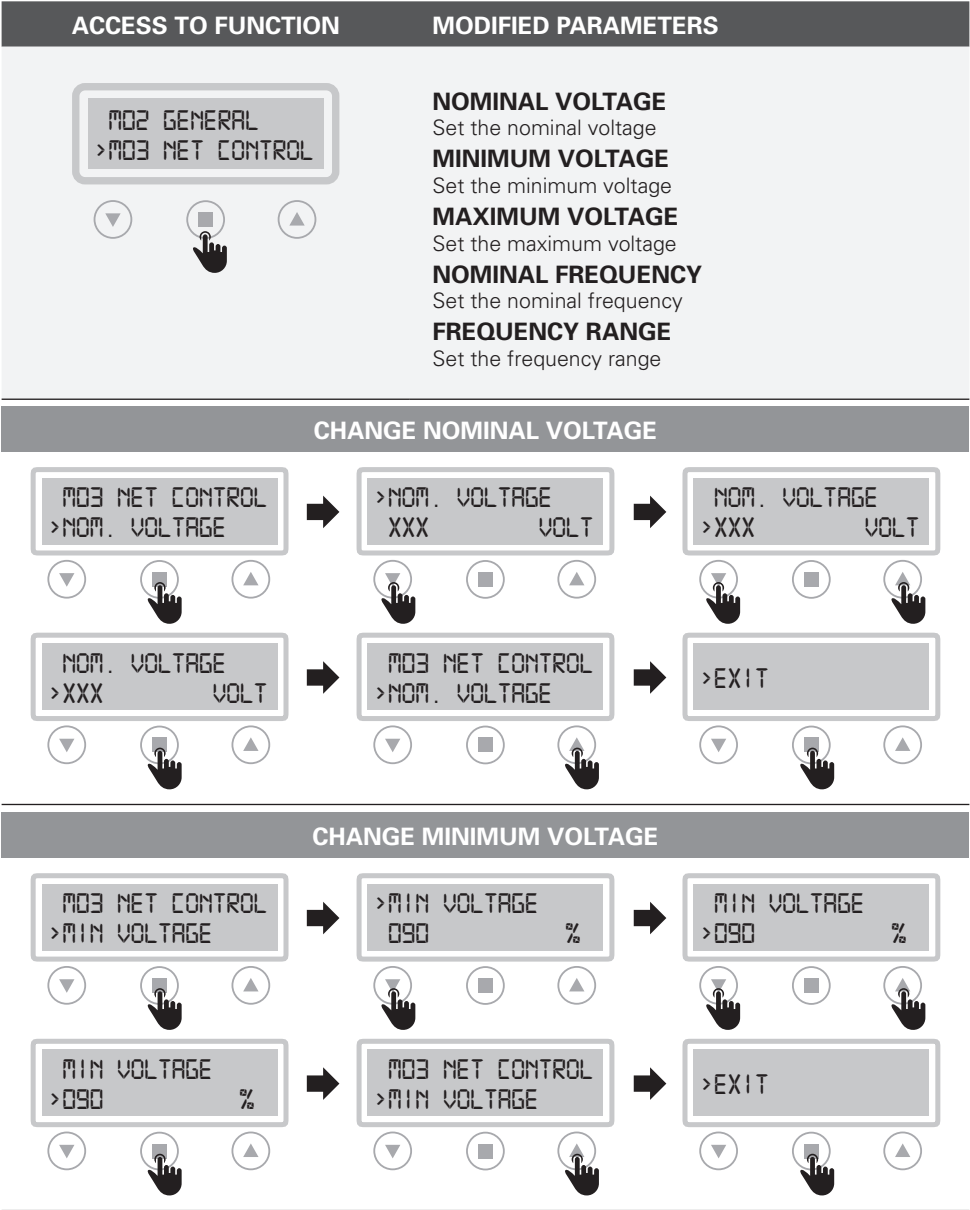 ACCESS TO FUNCTION
MODIFIED PARAMETERS
M02 GENERAL
>M03 NET CONTROL
NOMINAL VOLTAGE
Set the nominal voltage
MINIMUM VOLTAGE
Set the minimum voltage
MAXIMUM VOLTAGE
Set the maximum voltage
NOMINAL FREQUENCY
Set the nominal frequency
FREQUENCY RANGE
Set the frequency range
CHANGE NOMINAL VOLTAGE
M03 NET CONTROL
>NOM. VOLTAGE
>NOM. VOLTAGE
XXX VOLT
NOM. VOLTAGE
>XXX VOLT
NOM. VOLTAGE
>XXX VOLT
M03 NET CONTROL
>NOM. VOLTAGE
>EXIT
CHANGE MINIMUM VOLTAGE
M03 NET CONTROL
>MIN VOLTAGE
>MIN VOLTAGE
090 %
MIN VOLTAGE
>090 %
MIN VOLTAGE
>090 %
M03 NET CONTROL
>MIN VOLTAGE
>EXIT